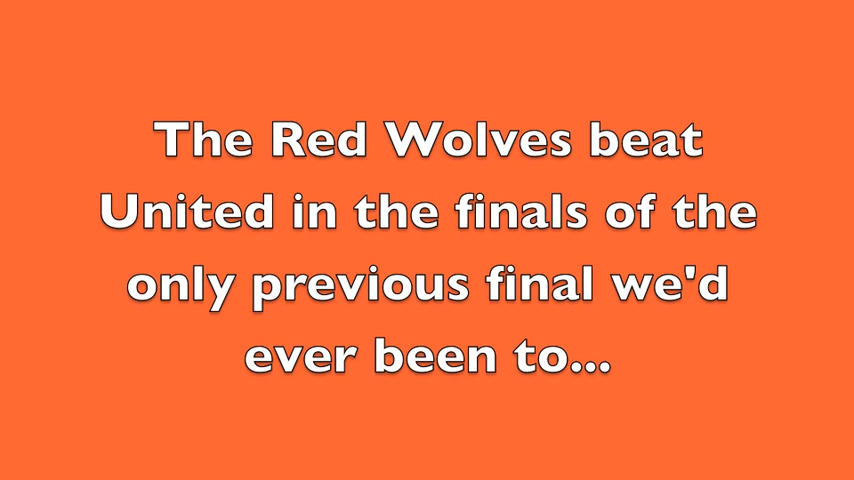 The Red Wolves beat
United in the finals of the
only previous final we'd
ever been to...